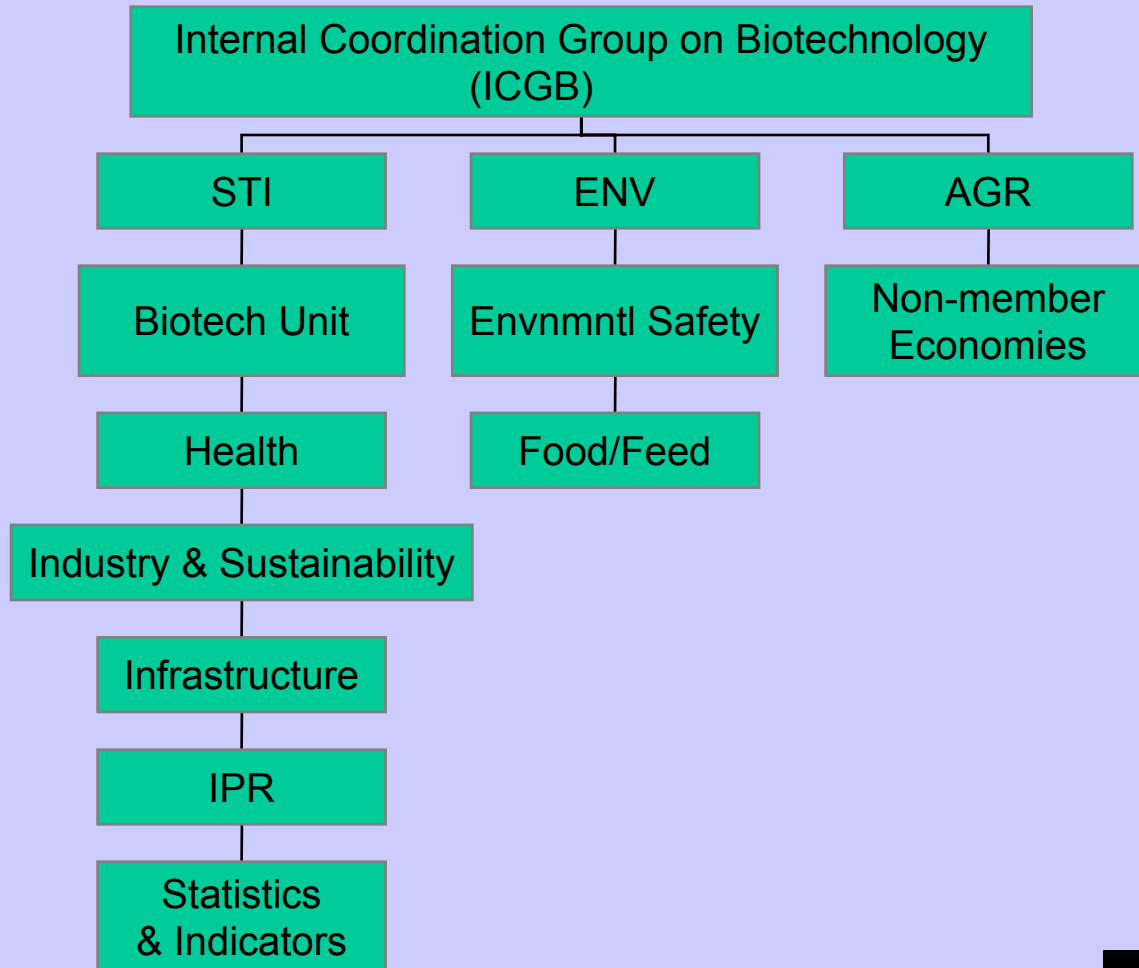 Internal Coordination Group on Biotechnology
(ICGB)
STI
ENV
AGR
Biotech Unit
Envnmntl Safety
Non-member
Economies
Health
Food/Feed
Industry & Sustainability
Infrastructure
IPR
Statistics
& Indicators